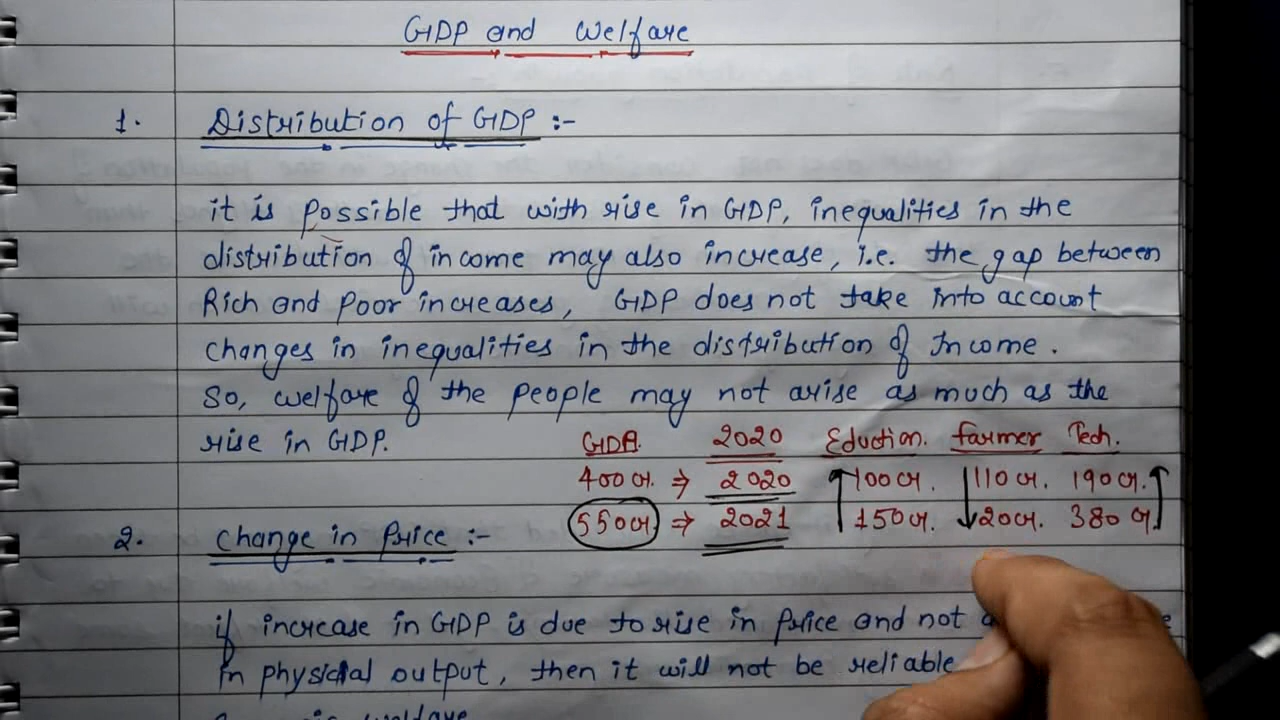 GDP and Welfare
1. Distribution of GDP :-
it is possible that with rise in GDP, inequalities in the
distribution of income may also increase, i.e. the gap between
Rich and poor increases, GDP does not take into account
changes in inequalities in the distribution of Income.
So, welfare of the people may not arise as much as the
rise in GDP.
2020 Eduction. farmer Tech.
400 cr. ⇒ 2020 ↑100 cr. ↓110 cr. 190 cr.↑
550 cr ⇒ 2021 150 cr. 20 cr. 380 cr
2. Change in Price :-
if increase in GDP is due to rise in price and not
in physical output, then it will not be reliable